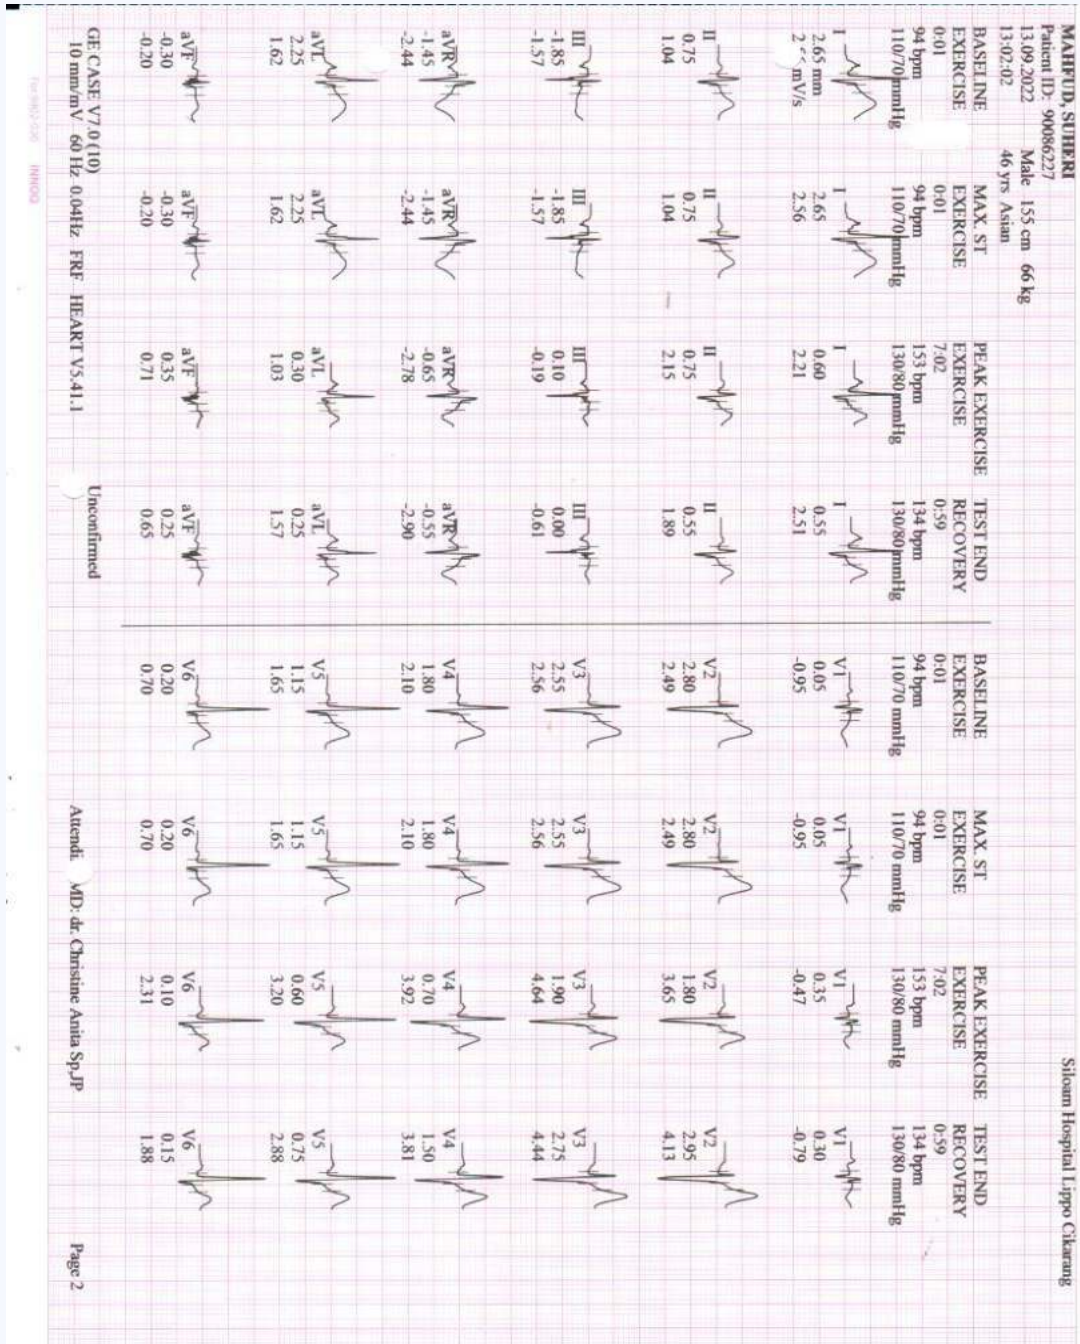 MAHFUD, SUHERI
Patient ID: 90086227
13.09.2022 Male 155 cm 66 kg
13:02:02 46 yrs Asian
Siloam Hospital Lippo Cikarang
BASELINE MAX. ST PEAK EXERCISE TEST END BASELINE MAX. ST PEAK EXERCISE TEST END
EXERCISE EXERCISE EXERCISE RECOVERY EXERCISE EXERCISE EXERCISE RECOVERY
0:01 0:01 7:02 0:59 0:01 0:01 7:02 0:59
94 bpm 94 bpm 153 bpm 134 bpm 94 bpm 94 bpm 153 bpm 134 bpm
110/70 mmHg 110/70 mmHg 130/80 mmHg 130/80 mmHg 110/70 mmHg 110/70 mmHg 130/80 mmHg 130/80 mmHg
I I I I V1 V1 V1 V1
2.65 mm 2.65 0.60 0.55 0.05 0.05 0.35 0.30
mV/s 2.56 2.21 2.51 -0.95 -0.95 -0.47 -0.79
II II II II V2 V2 V2 V2
0.75 0.75 0.75 0.55 2.80 2.80 1.80 2.95
1.04 1.04 2.15 1.89 2.49 2.49 3.65 4.13
III III III III V3 V3 V3 V3
-1.85 -1.85 0.10 0.00 2.55 2.55 1.90 2.75
-1.57 -1.57 -0.19 -0.61 2.56 2.56 4.64 4.44
aVR aVR aVR aVR V4 V4 V4 V4
-1.45 -1.45 -0.65 -0.55 1.80 1.80 0.70 1.50
-2.44 -2.44 -2.78 -2.90 2.10 2.10 3.92 3.81
aVL aVL aVL aVL V5 V5 V5 V5
2.25 2.25 0.30 0.25 1.15 1.15 0.60 0.75
1.62 1.62 1.03 1.57 1.65 1.65 3.20 2.88
aVF aVF aVF aVF V6 V6 V6 V6
-0.30 -0.30 0.35 0.25 0.20 0.20 0.10 0.15
-0.20 -0.20 0.71 0.65 0.70 0.70 2.31 1.88
GE CASE V7.0 (10)
10 mm/mV 60 Hz 0.04Hz FRF HEART V5.41.1
Unconfirmed
Attendi MD: dr. Christine Anita Sp.JP
Page 2
INNOQ